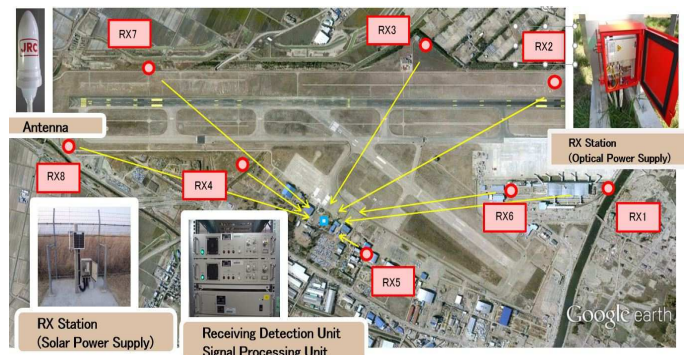 RX7
RX3
RX2
JRC
Antenna
RX Station
(Optical Power Supply)
RX8
RX4
RX6
RX1
RX5
RX Station
(Solar Power Supply)
Receiving Detection Unit
Signal Processing Unit
Google earth